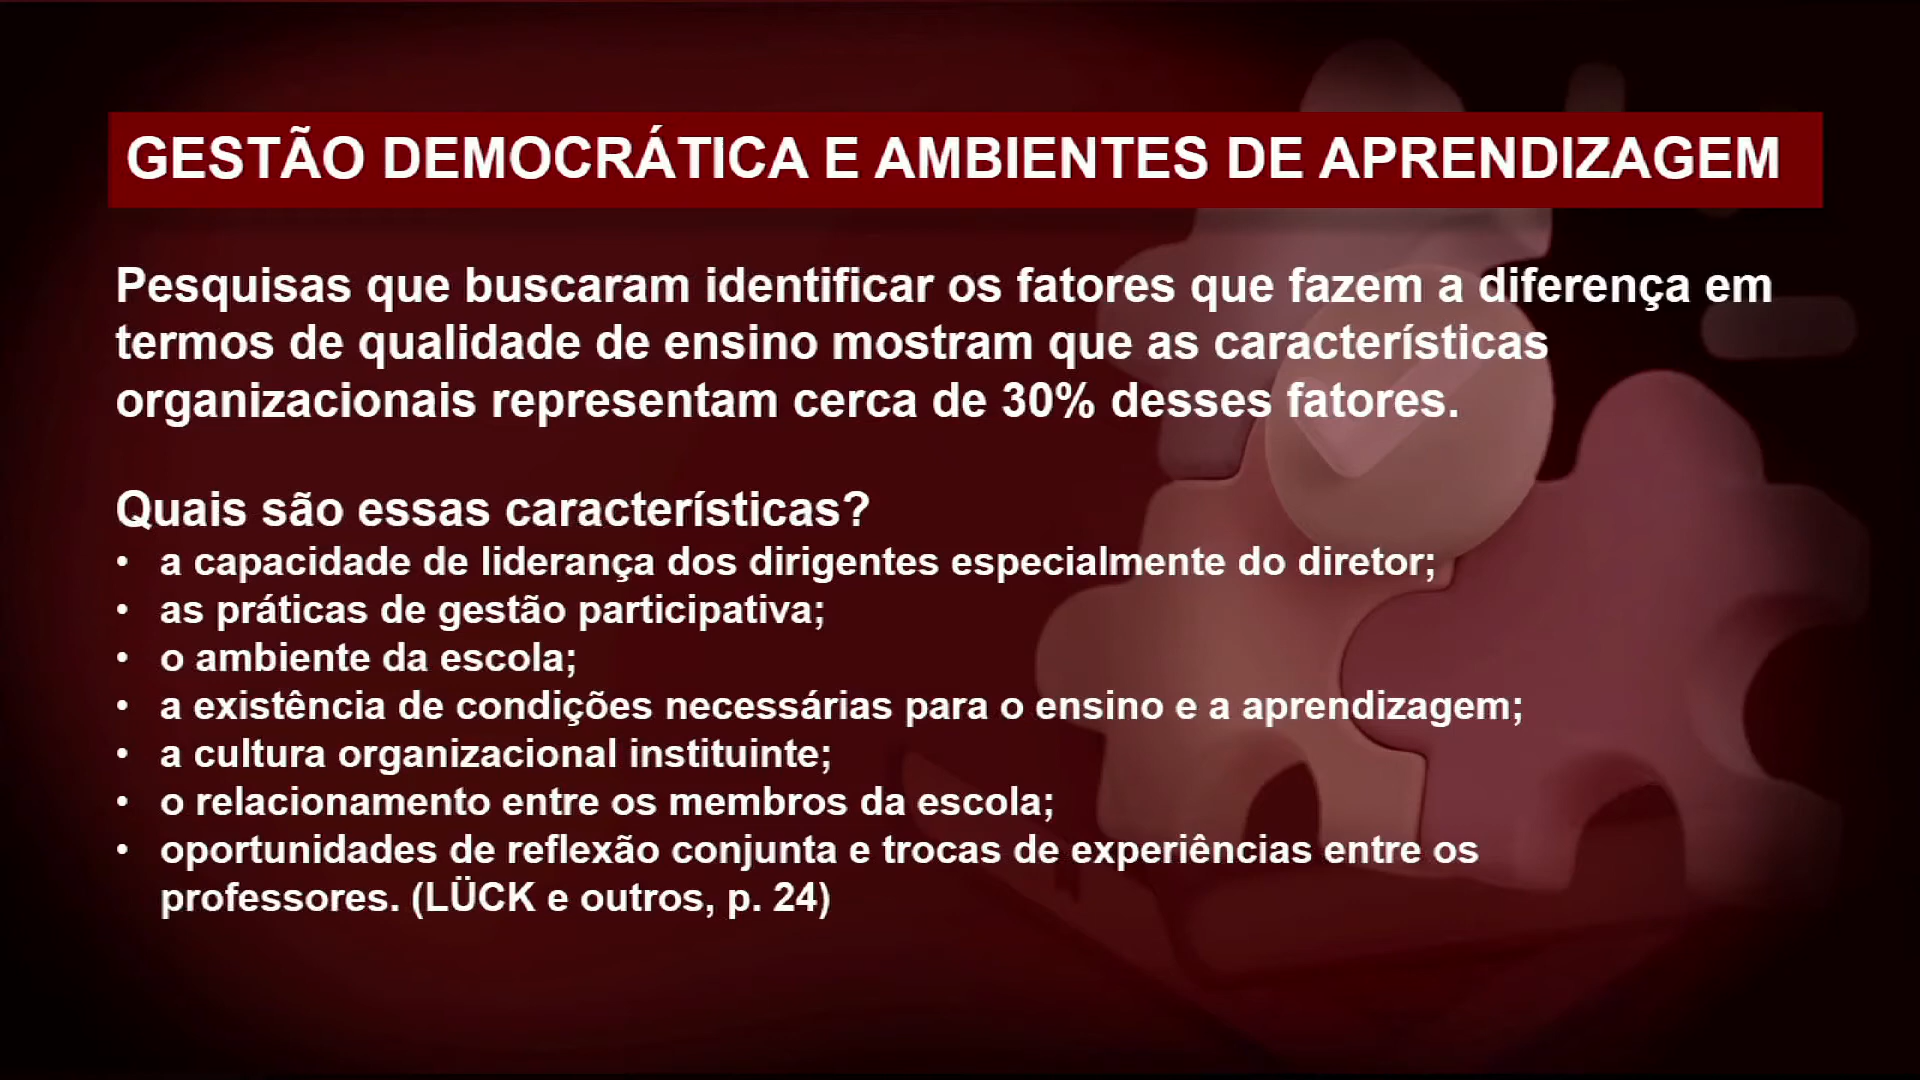 GESTÃO DEMOCRÁTICA E AMBIENTES DE APRENDIZAGEM
Pesquisas que buscaram identificar os fatores que fazem a diferença em
termos de qualidade de ensino mostram que as características
organizacionais representam cerca de 30% desses fatores.
Quais são essas características?
• a capacidade de liderança dos dirigentes especialmente do diretor;
• as práticas de gestão participativa;
• o ambiente da escola;
• a existência de condições necessárias para o ensino e a aprendizagem;
• a cultura organizacional instituinte;
• o relacionamento entre os membros da escola;
• oportunidades de reflexão conjunta e trocas de experiências entre os
professores. (LÜCK e outros, p. 24)